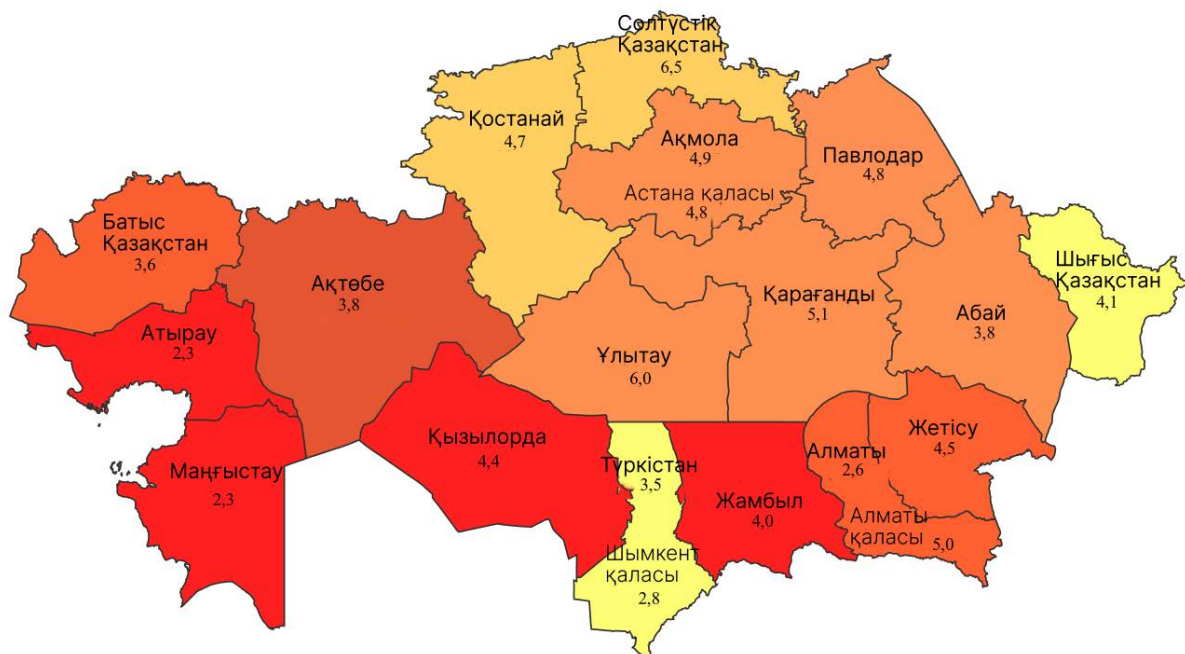 Солтүстік
Қазақстан
6,5
Қостанай
4,7
Ақмола
4,9
Астана қаласы
4,8
Павлодар
4,8
Батыс
Қазақстан
3,6
Ақтөбе
3,8
Атырау
2,3
Маңғыстау
2,3
Қызылорда
4,4
Ұлытау
6,0
Қарағанды
5,1
Абай
3,8
Шығыс
Қазақстан
4,1
Түркістан
3,5
Шымкент
қаласы
2,8
Жамбыл
4,0
Алматы
2,6
Жетісу
4,5
Алматы
қаласы
5,0